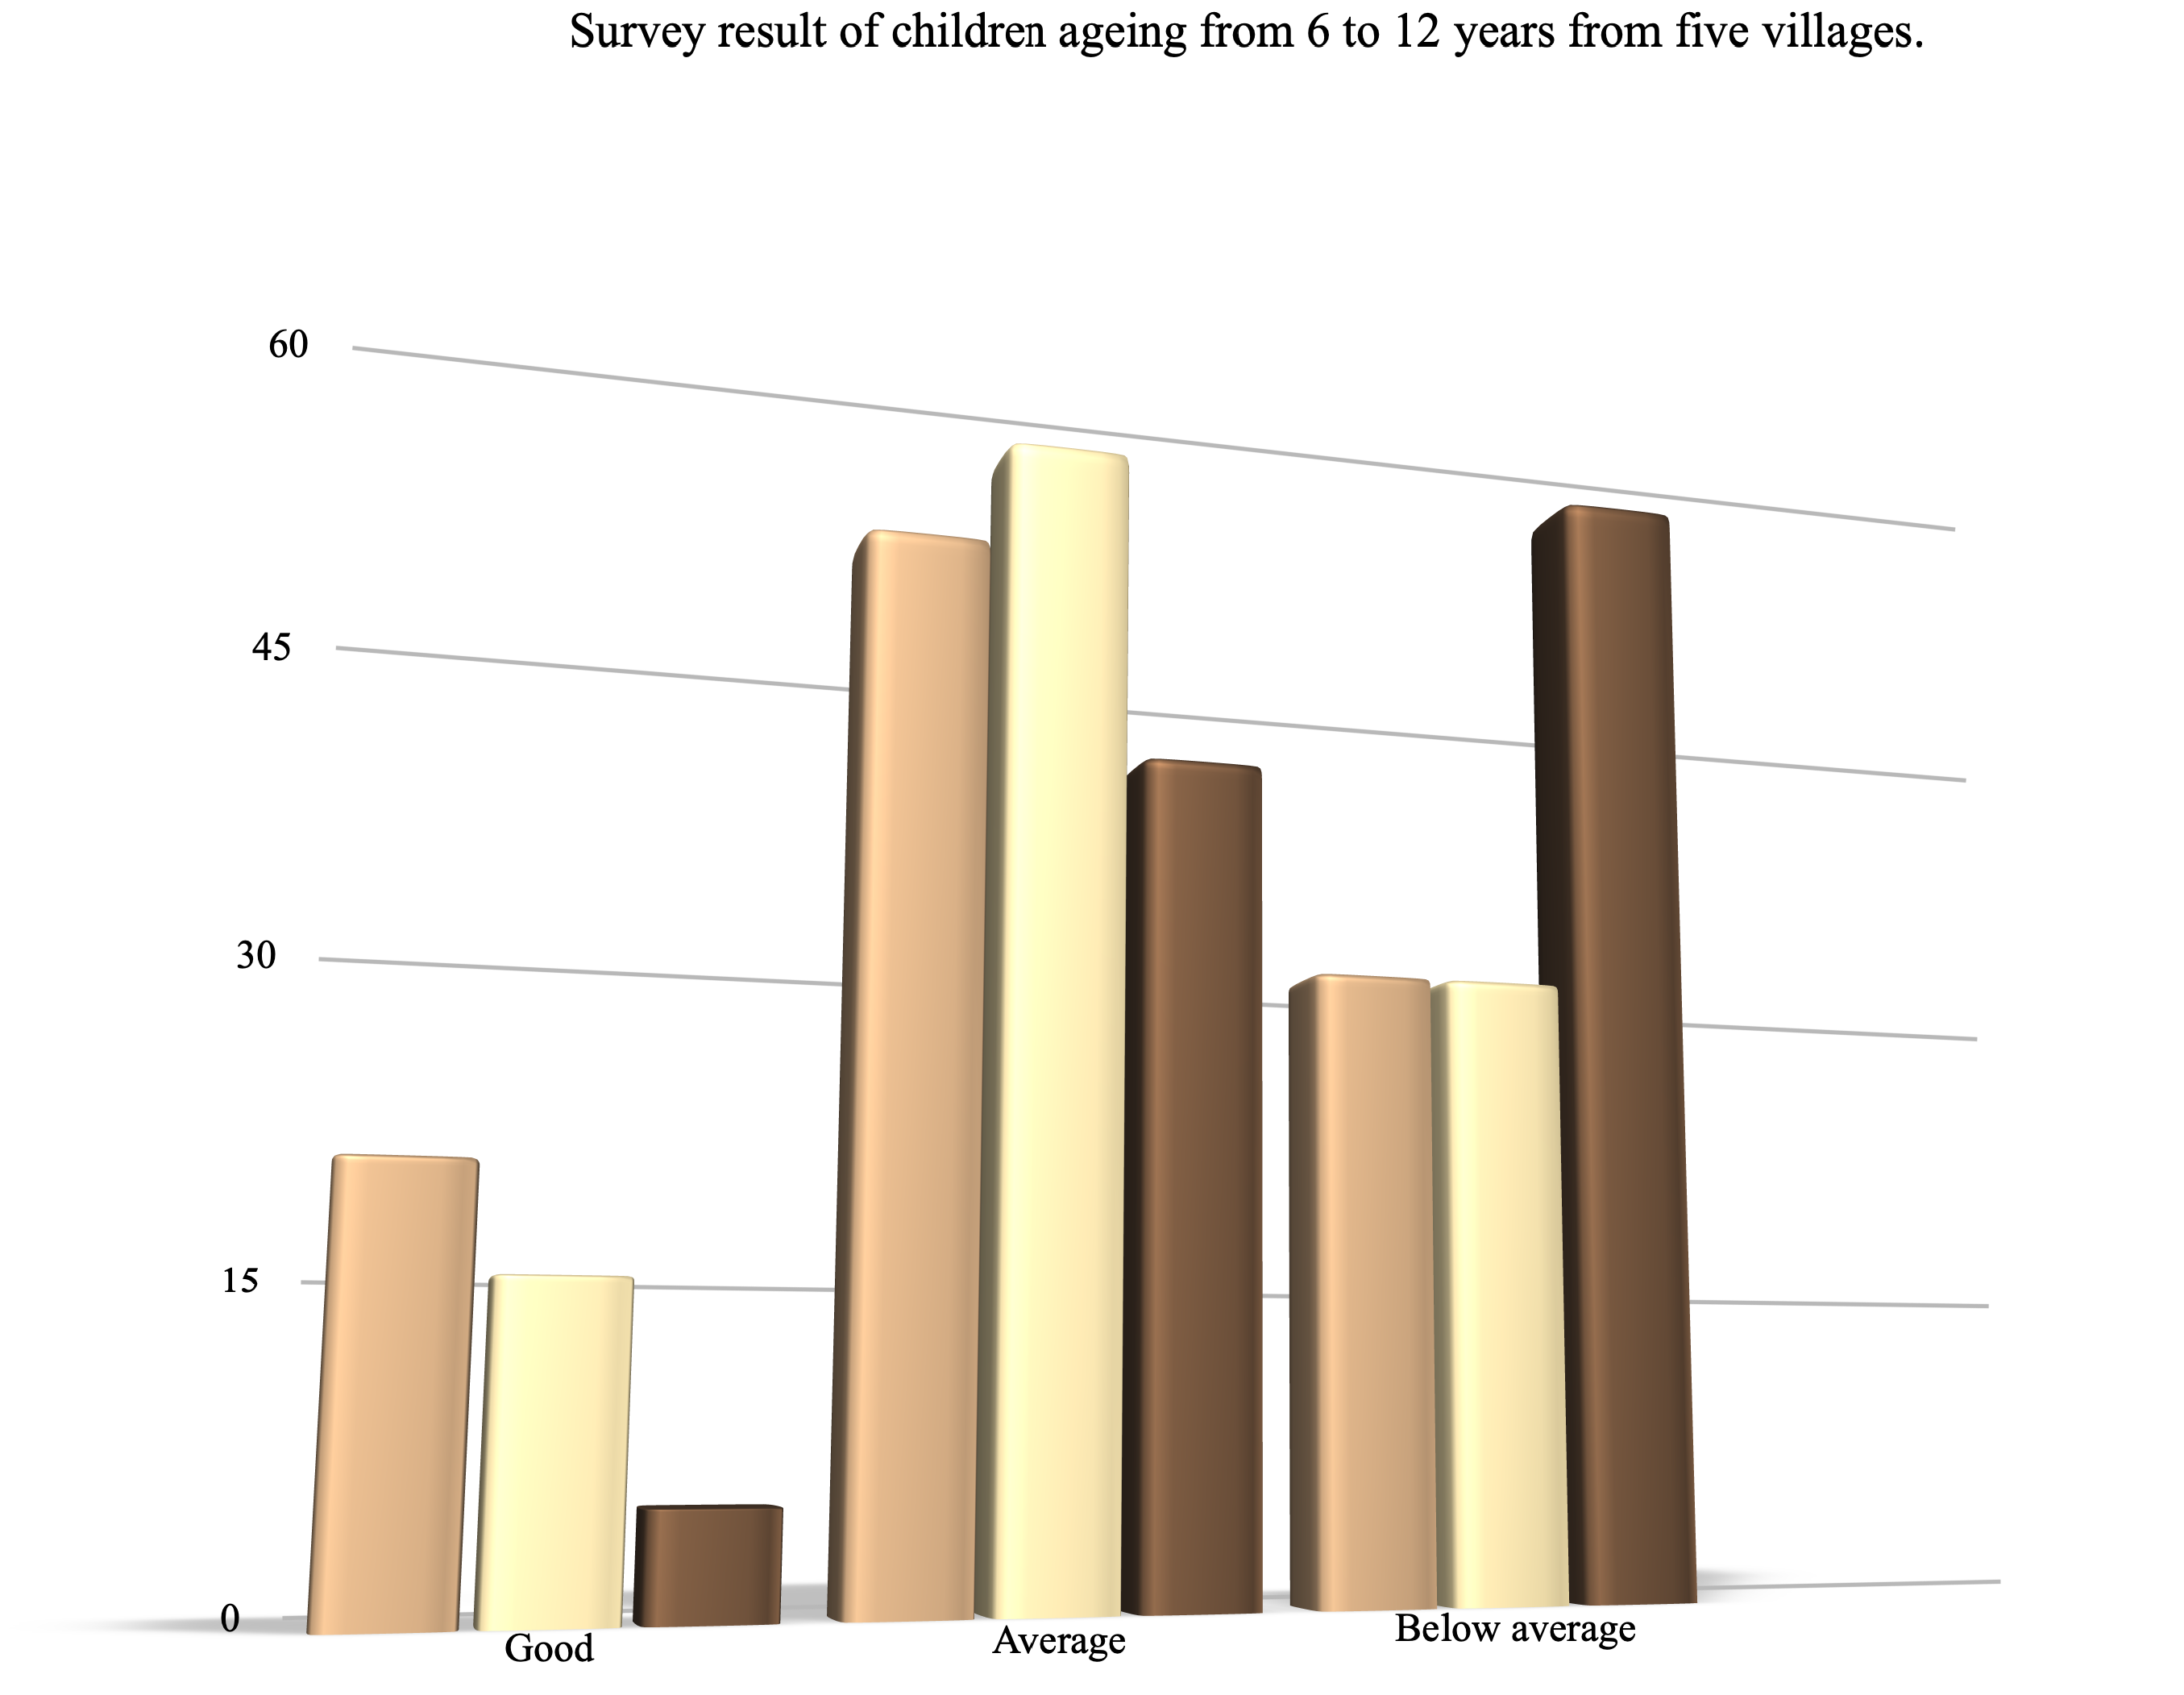 Survey result of children ageing from 6 to 12 years from five villages.
60
45
30
15
0
Good
Average
Below average